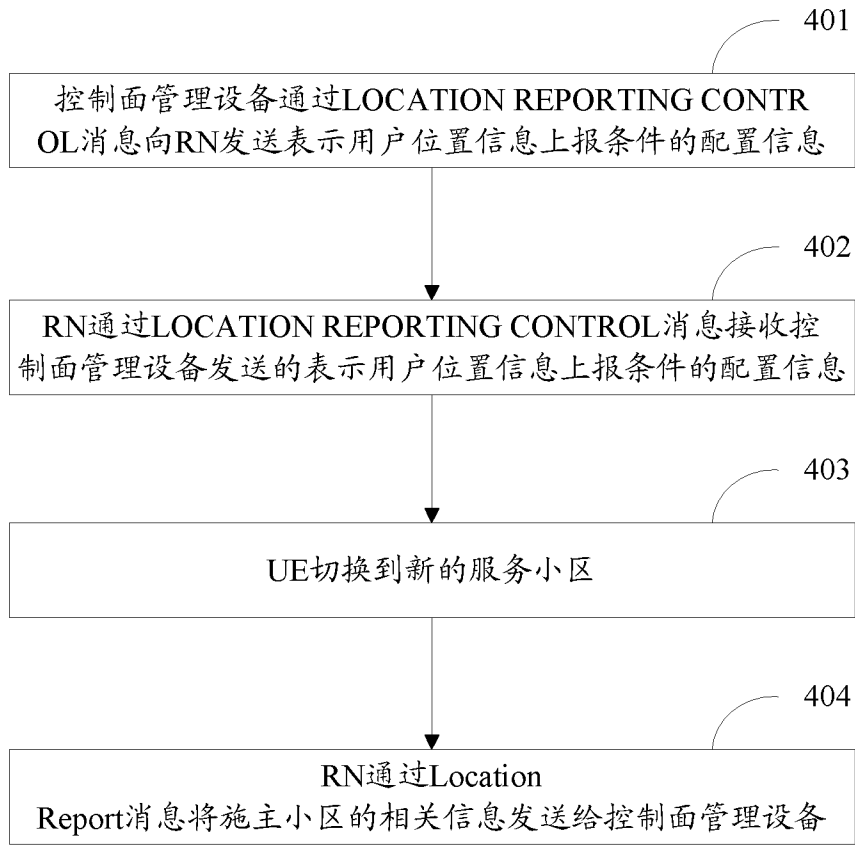 401
控制面管理设备通过LOCATION REPORTING CONTR
OL消息向RN发送表示用户位置信息上报条件的配置信息
402
RN通过LOCATION REPORTING CONTROL消息接收控
制面管理设备发送的表示用户位置信息上报条件的配置信息
403
UE切换到新的服务小区
404
RN通过Location
Report消息将施主小区的相关信息发送给控制面管理设备